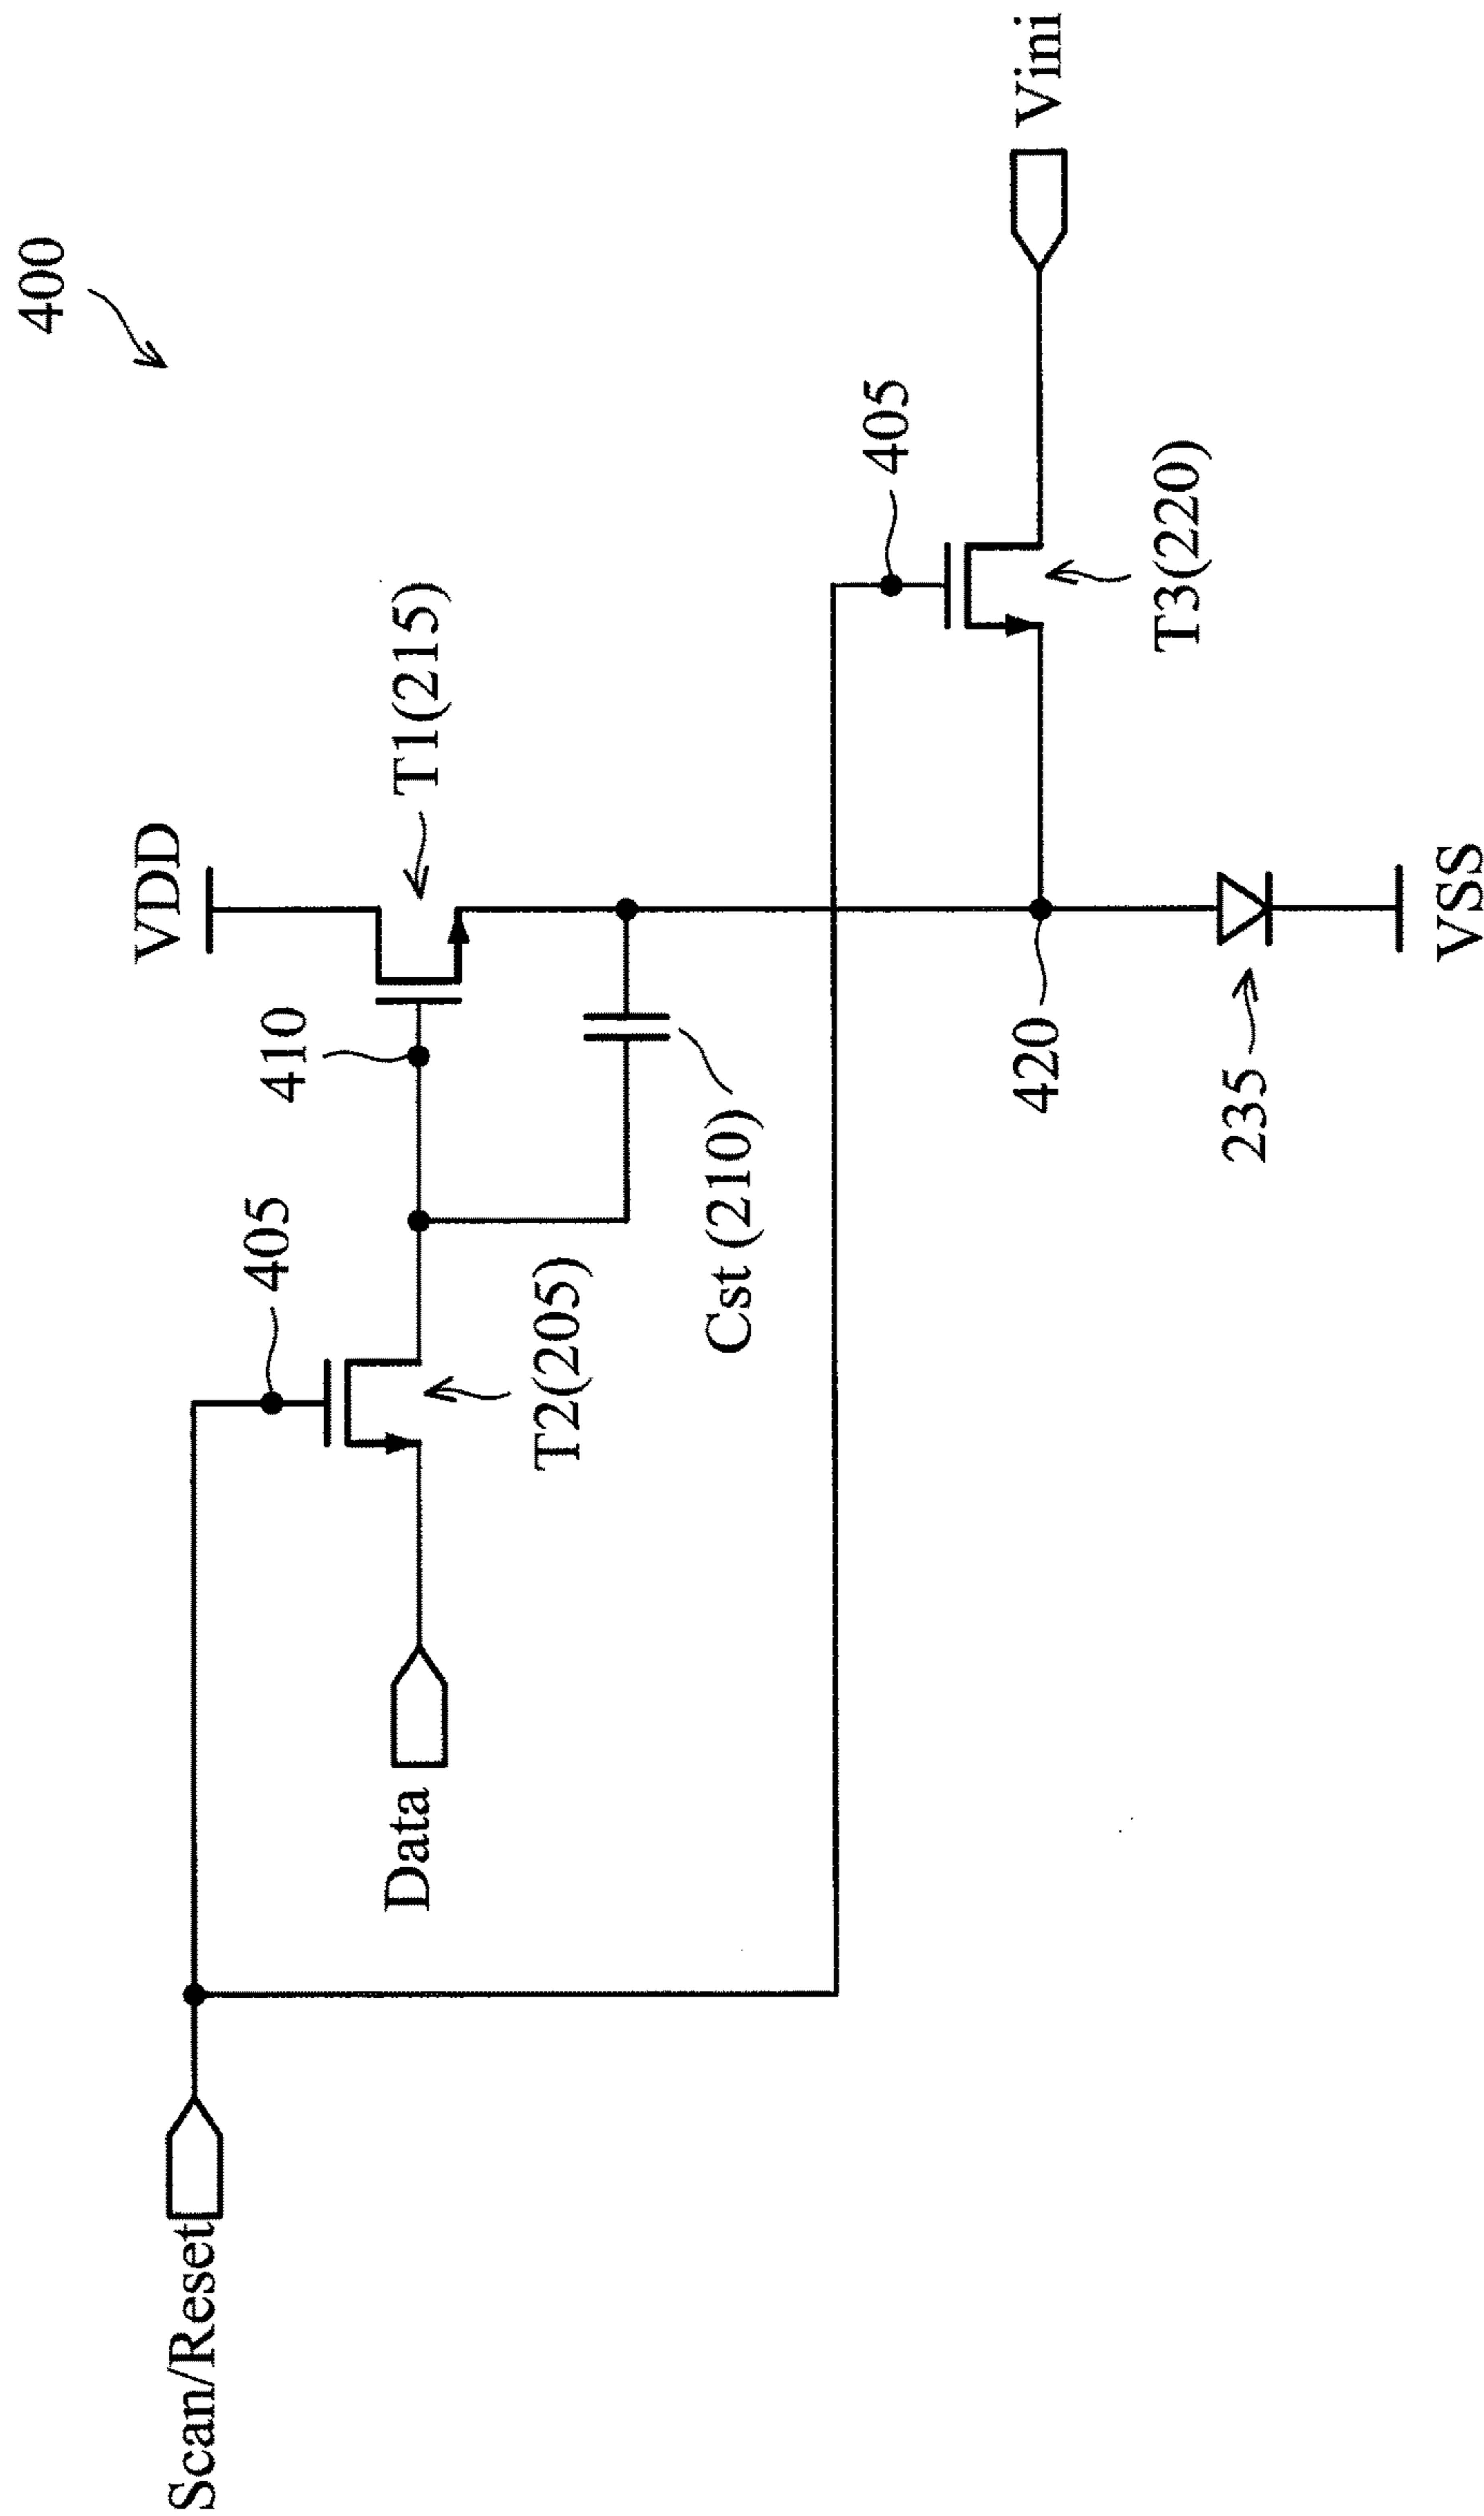 400
VDD
T1(215)
410
405
T2(205)
Cst (210)
Data
Scan/Reset
405
T3(220)
Vini
420
235
VSS